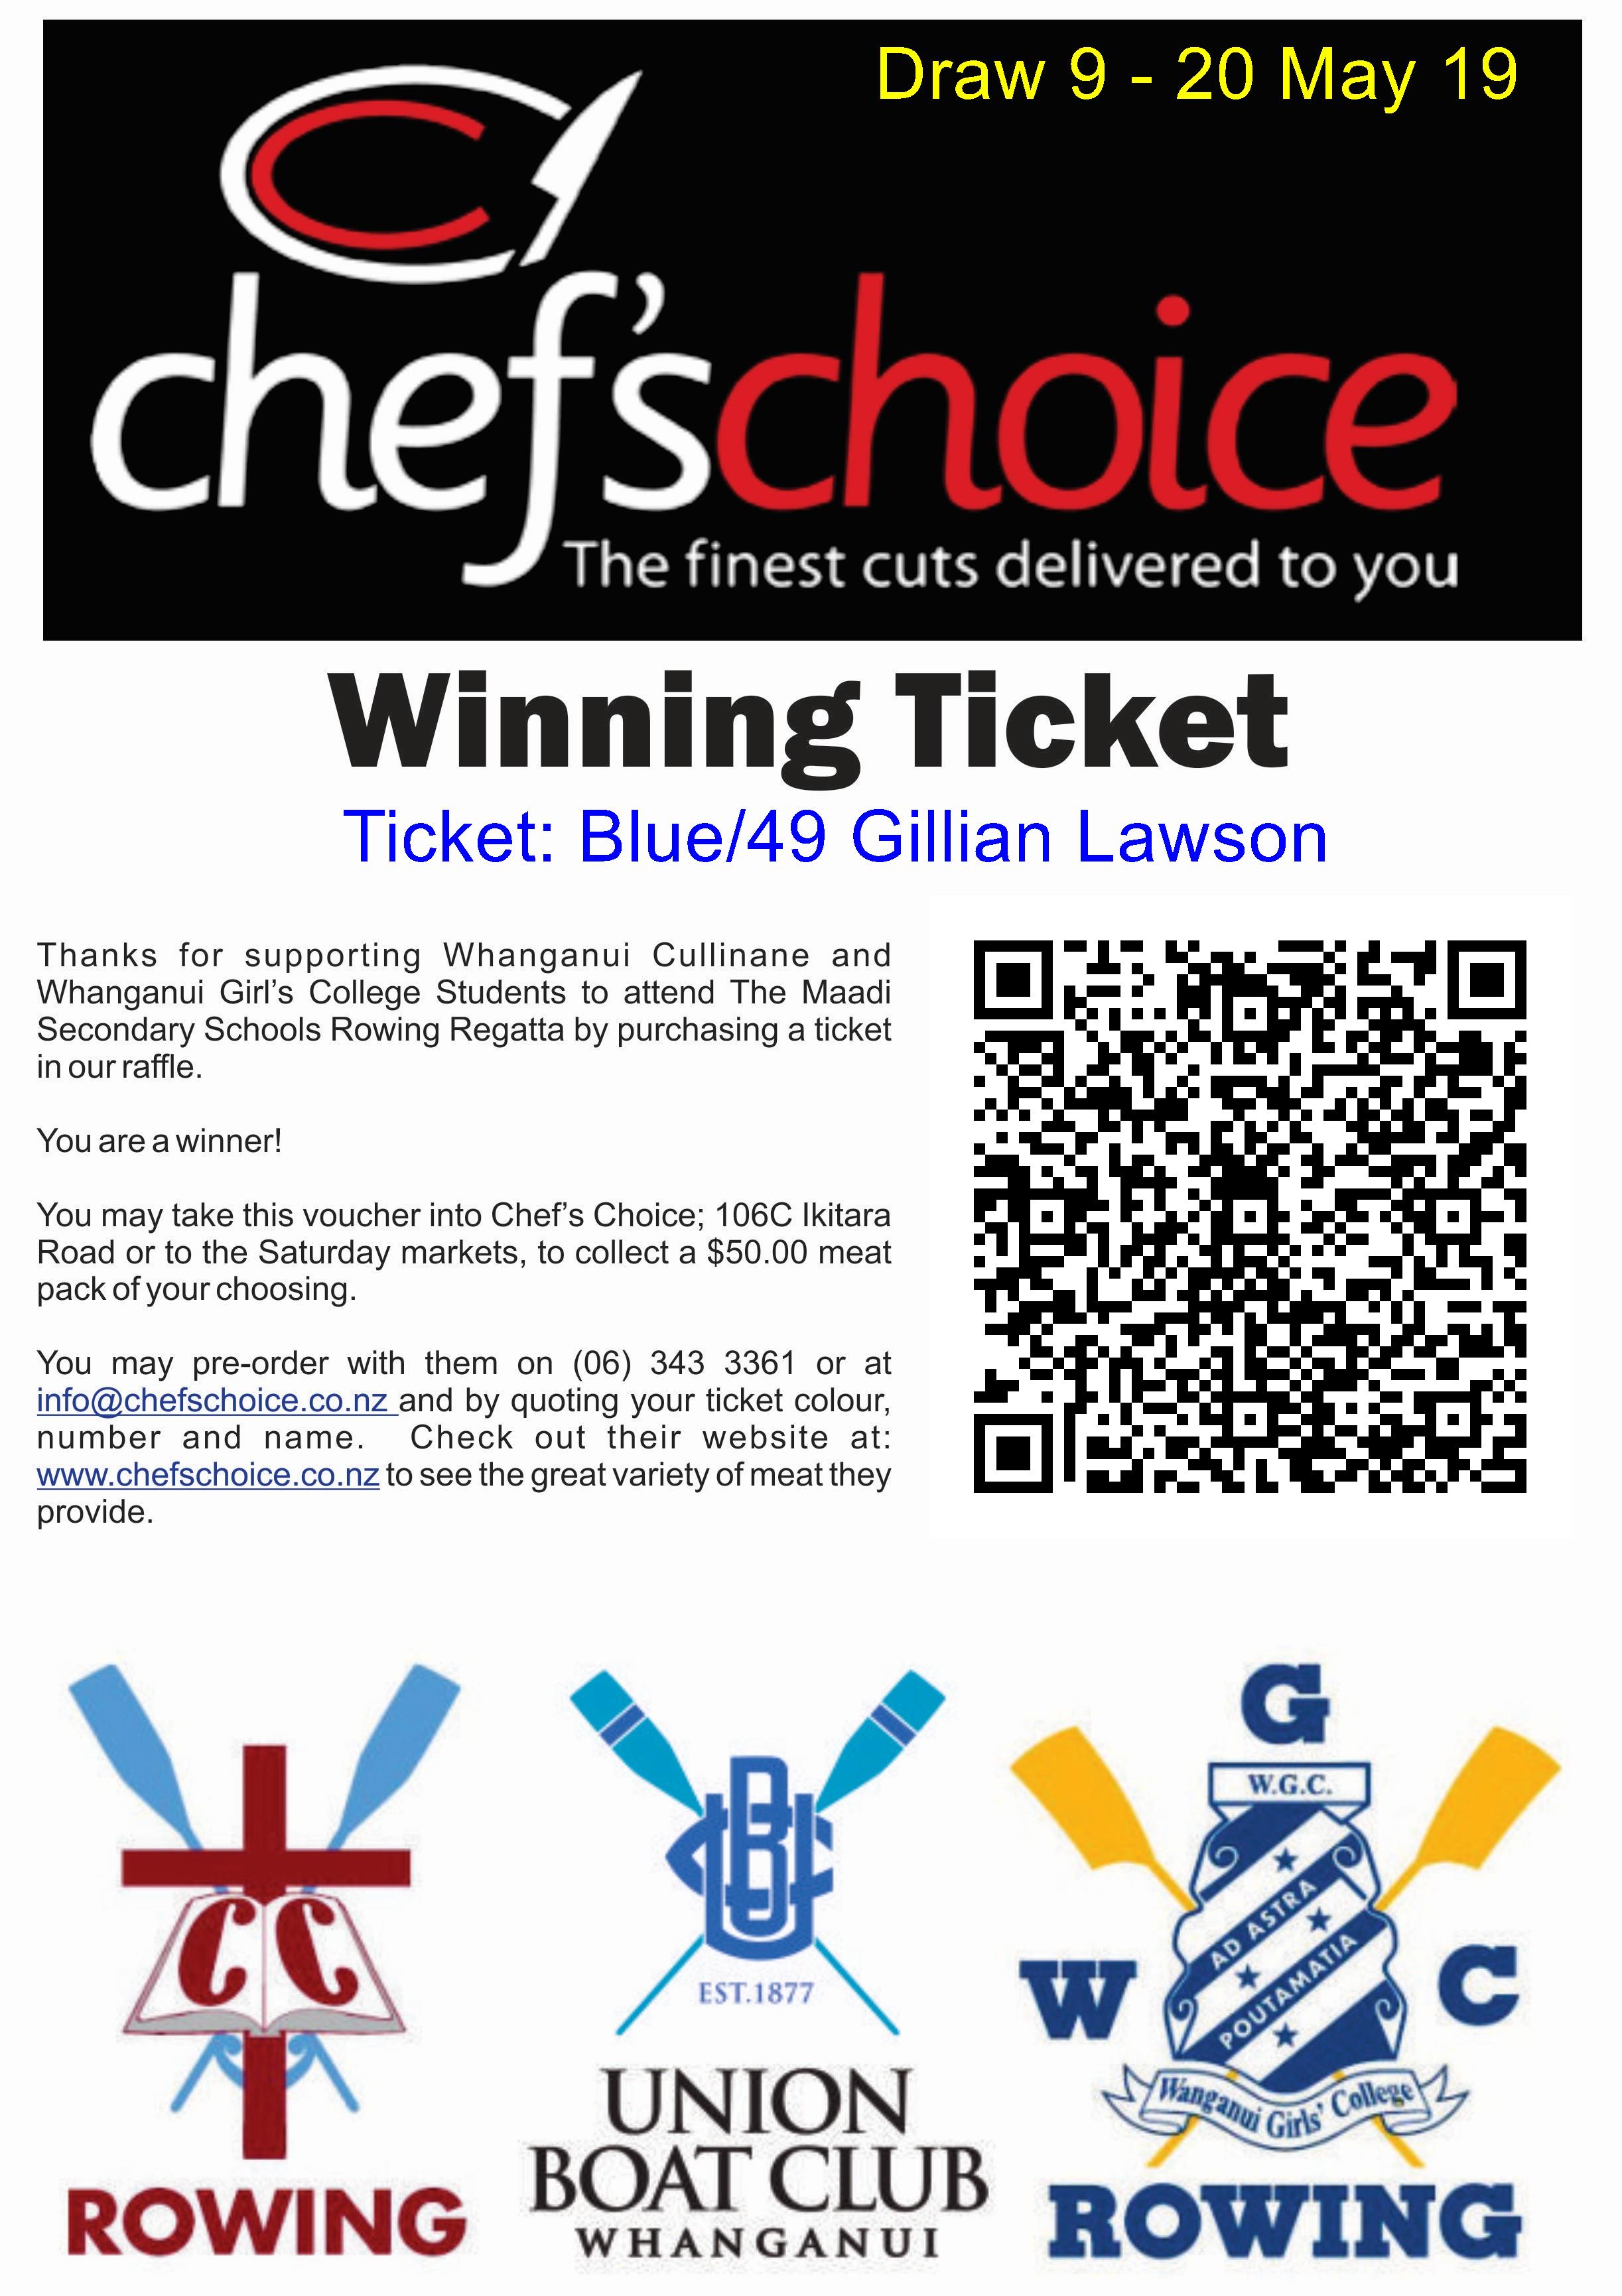 Draw 9 - 20 May 19
chef'schoice
The finest cuts delivered to you
Winning Ticket
Ticket: Blue/49 Gillian Lawson
Thanks for supporting Whanganui Cullinane and
Whanganui Girl's College Students to attend The Maadi
Secondary Schools Rowing Regatta by purchasing a ticket
in our raffle.
You are a winner!
You may take this voucher into Chef's Choice; 106C Ikitara
Road or to the Saturday markets, to collect a $50.00 meat
pack of your choosing.
You may pre-order with them on (06) 343 3361 or at
info@chefschoice.co.nz and by quoting your ticket colour,
number and name. Check out their website at:
www.chefschoice.co.nz to see the great variety of meat they
provide.
CC
ROWING
UBC
EST.1877
UNION
BOAT CLUB
WHANGANUI
G
W.G.C.
AD ASTRA
POUTAMATIA
W C
Wanganui Girls' College
ROWING